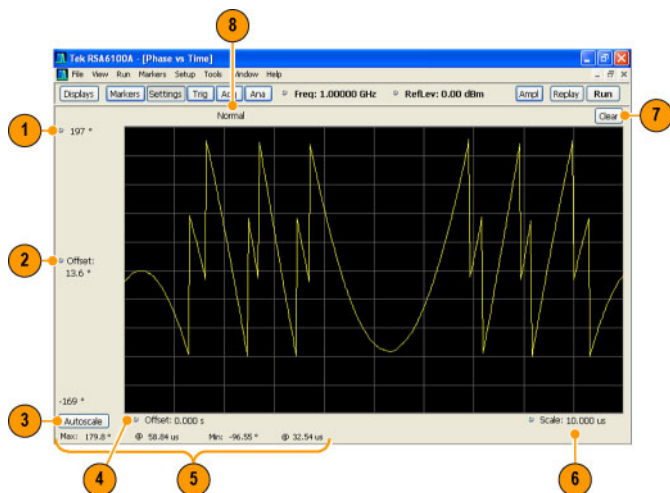 8
Tek RSA6100A - [Phase vs Time]
File View Run Markers Setup Tools Window Help
Displays Markers Settings Trig Acq Ana Freq: 1.00000 GHz RefLev: 0.00 dBm Ampl Replay Run
Normal Clear 7
1 197 °
2 Offset:
13.6 °
-169 °
3 Autoscale Offset: 0.000 s Scale: 10.000 us
Max: 179.8 ° @ 58.84 us Min: -96.55 ° @ 32.54 us
4 5 6